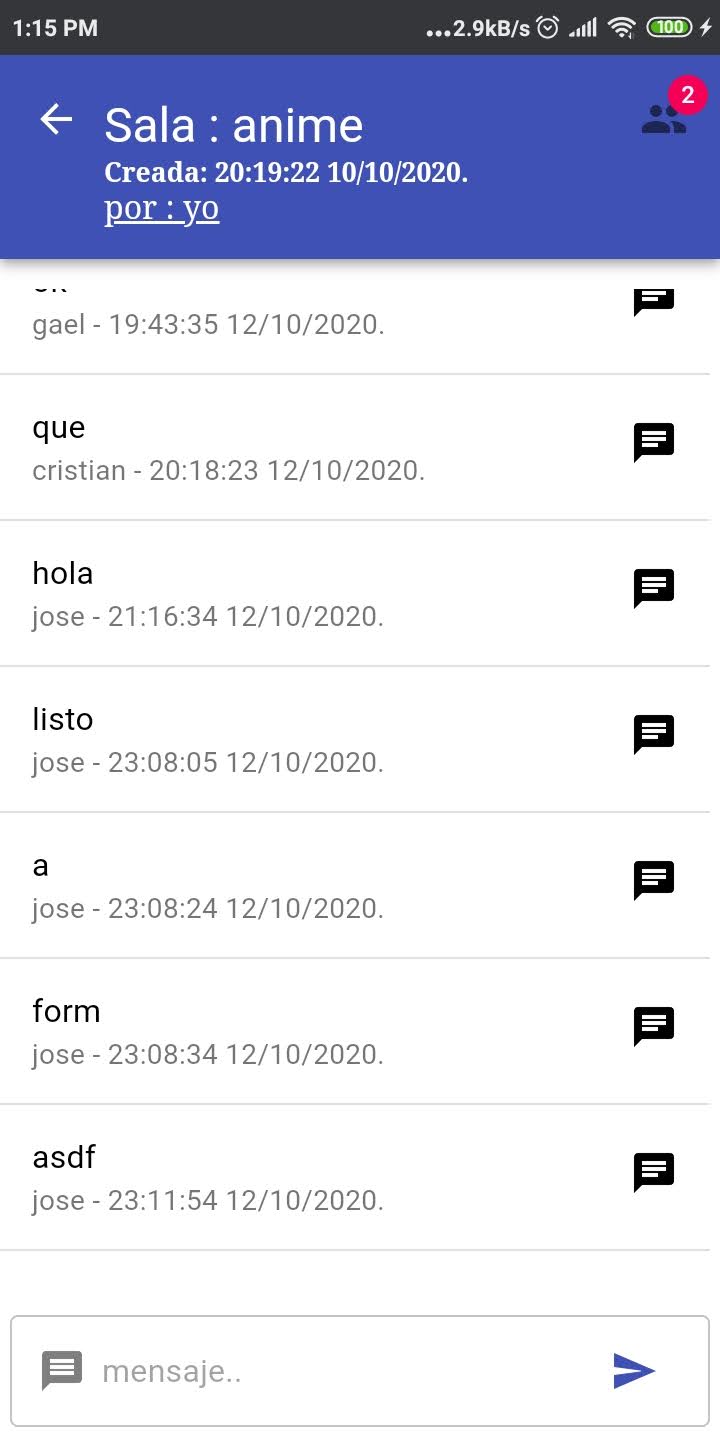 1:15 PM
...2.9kB/s 100
2
Sala : anime
Creada: 20:19:22 10/10/2020.
por : yo
gael - 19:43:35 12/10/2020.
que
cristian - 20:18:23 12/10/2020.
hola
jose - 21:16:34 12/10/2020.
listo
jose - 23:08:05 12/10/2020.
a
jose - 23:08:24 12/10/2020.
form
jose - 23:08:34 12/10/2020.
asdf
jose - 23:11:54 12/10/2020.
mensaje..